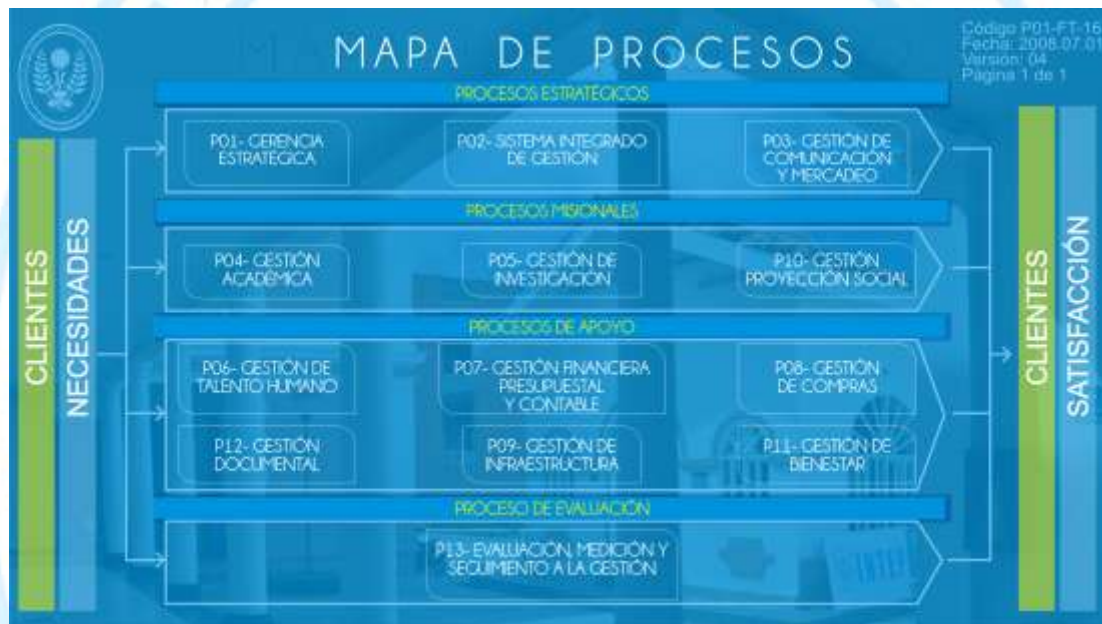 MAPA DE PROCESOS
Código P01-FT-16
Fecha: 2008.07.01
Versión: 04
Página 1 de 1
CLIENTES
NECESIDADES
PROCESOS ESTRATÉGICOS
P01- GERENCIA
ESTRATÉGICA
P02- SISTEMA INTEGRADO
DE GESTIÓN
P03- GESTIÓN DE
COMUNICACIÓN
Y MERCADEO
PROCESOS MISIONALES
P04- GESTIÓN
ACADÉMICA
P05- GESTIÓN DE
INVESTIGACIÓN
P10- GESTIÓN
PROYECCIÓN SOCIAL
PROCESOS DE APOYO
P06- GESTIÓN DE
TALENTO HUMANO
P07- GESTIÓN FINANCIERA
PRESUPUESTAL
Y CONTABLE
P08- GESTIÓN
DE COMPRAS
P12- GESTIÓN
DOCUMENTAL
P09- GESTIÓN DE
INFRAESTRUCTURA
P11- GESTIÓN DE
BIENESTAR
PROCESO DE EVALUACIÓN
P13- EVALUACIÓN, MEDICIÓN Y
SEGUIMIENTO A LA GESTIÓN
CLIENTES
SATISFACCIÓN